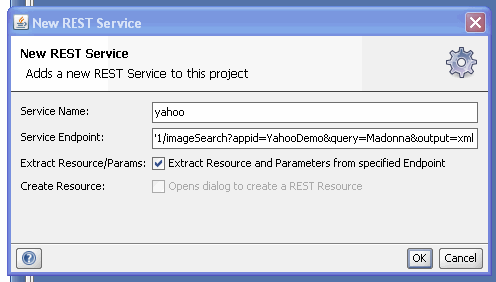 New REST Service
New REST Service
Adds a new REST Service to this project
Service Name: yahoo
Service Endpoint: '1/imageSearch?appid=YahooDemo&query=Madonna&output=xml
Extract Resource/Params: Extract Resource and Parameters from specified Endpoint
Create Resource: Opens dialog to create a REST Resource
? OK Cancel